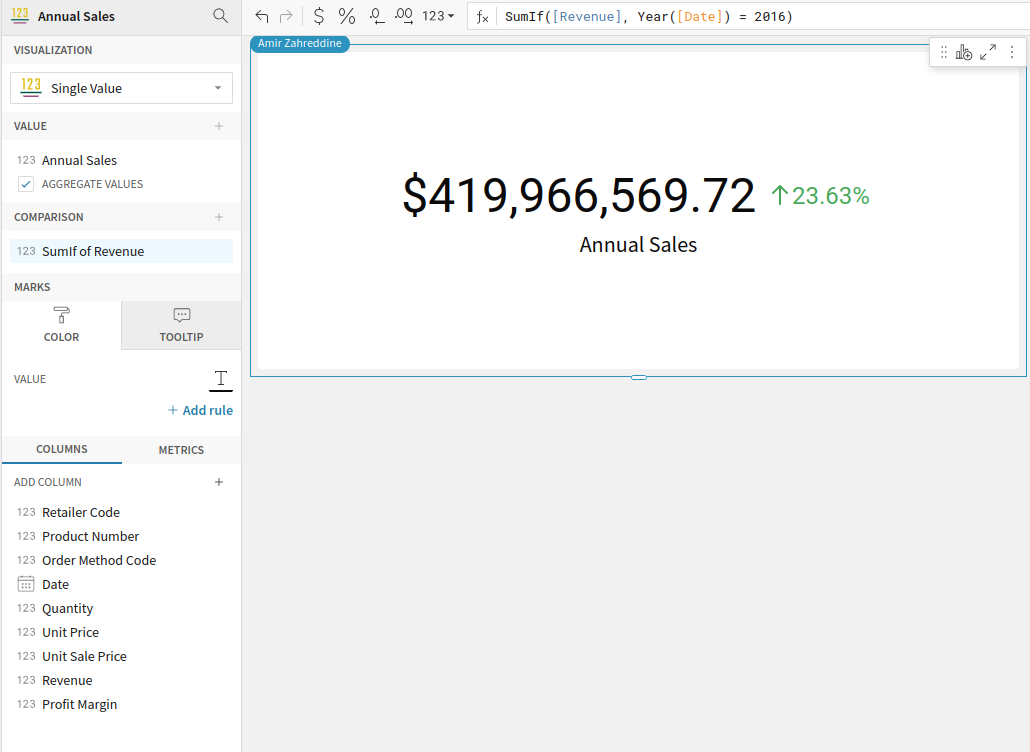 123 Annual Sales
$ % .0 .00 123 fx SumIf([Revenue], Year([Date]) = 2016)
VISUALIZATION
123 Single Value
VALUE +
123 Annual Sales
AGGREGATE VALUES
COMPARISON +
123 SumIf of Revenue
MARKS
COLOR TOOLTIP
VALUE T
+ Add rule
COLUMNS METRICS
ADD COLUMN +
123 Retailer Code
123 Product Number
123 Order Method Code
Date
123 Quantity
123 Unit Price
123 Unit Sale Price
123 Revenue
123 Profit Margin
Amir Zahreddine
$419,966,569.72 ↑23.63%
Annual Sales